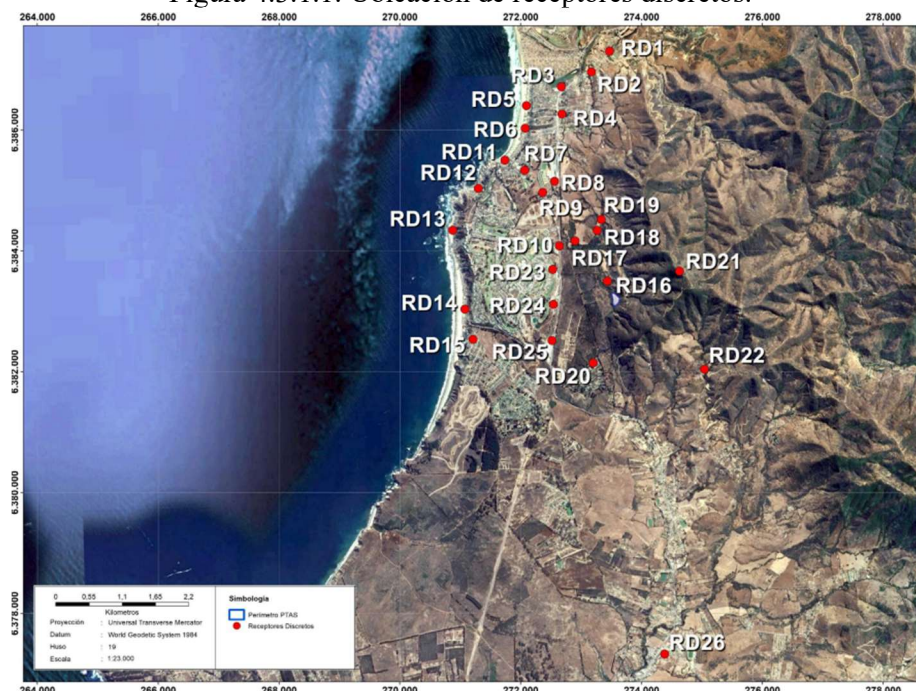 Figura 4.3.1.1: Ubicación de receptores discretos.
264.000 266.000 268.000 270.000 272.000 274.000 276.000 278.000
RD1
RD2
RD3
RD5
RD4
6.386.000
RD6
RD11
RD7
RD12
RD8
RD9
RD19
RD13
RD18
6.384.000
RD10
RD17
RD23
RD21
RD16
RD14
RD24
RD15
RD25
RD22
6.382.000
RD20
6.380.000
0 0,55 1,1 1,65 2,2
Kilometros
Proyección : Universal Transverse Mercator
Datum : World Geodetic System 1984
Huso : 19
Escala : 1:23.000
Simbología
Perimetro PTAS
Receptores Discretos
6.378.000
RD26
264.000 266.000 268.000 270.000 272.000 274.000 276.000 278.000